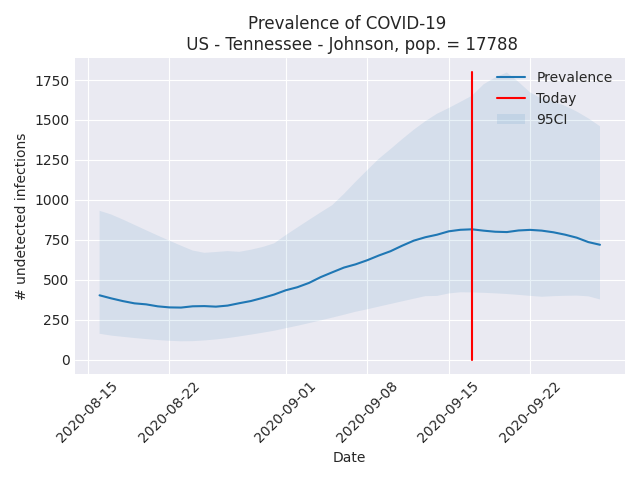 Prevalence of COVID-19
US - Tennessee - Johnson, pop. = 17788
Prevalence
Today
95CI
# undetected infections
1750
1500
1250
1000
750
500
250
0
2020-08-15
2020-08-22
2020-09-01
2020-09-08
2020-09-15
2020-09-22
Date